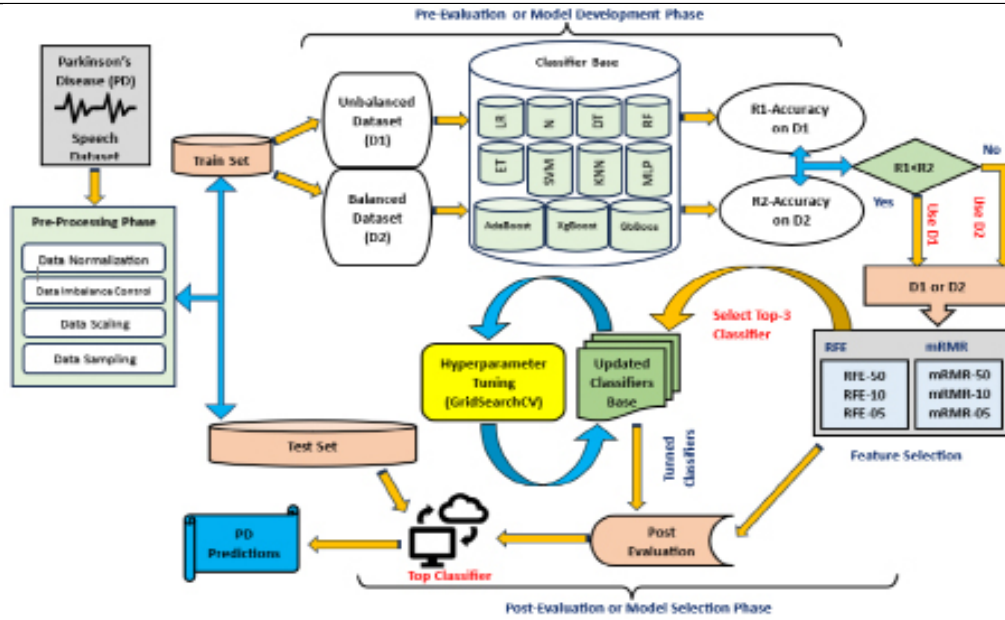 Pre-Evaluation or Model Development Phase
Parkinson's
Disease (PD)
Speech
Dataset
Pre-Processing Phase
Data Normalization
Data Imbalance Control
Data Scaling
Data Sampling
Train Set
Unbalanced
Dataset
(D1)
Balanced
Dataset
(D2)
Classifier Base
LR
N
DT
RF
ET
SVM
KNN
MLP
AdaBoost
XgBoost
R1-Accuracy
on D1
R2-Accuracy
on D2
R1<R2
No
Yes
Use D1
Use D2
D1 or D2
RFE
mRMR
RFE-50
RFE-10
RFE-05
mRMR-50
mRMR-10
mRMR-05
Feature Selection
Select Top-3
Classifier
Hyperparameter
Tuning
(GridSearchCV)
Updated
Classifiers
Base
Tunned
Classifiers
Test Set
Post
Evaluation
Top Classifier
PD
Predictions
Post-Evaluation or Model Selection Phase